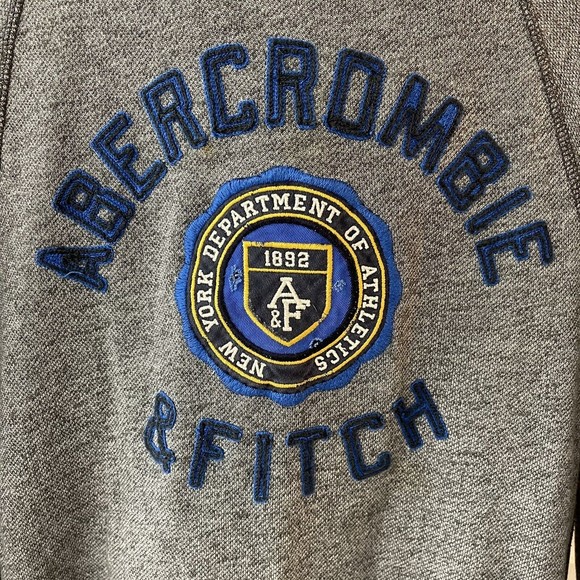 ABERCROMBIE
NEW YORK DEPARTMENT OF ATHLETICS
1892
A&F
& FITCH